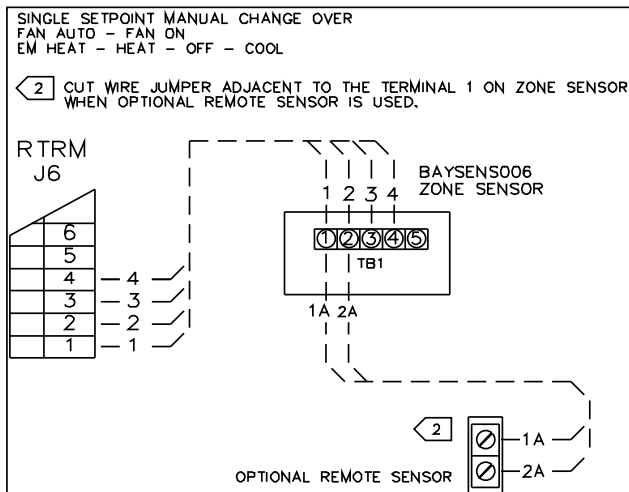 SINGLE SETPOINT MANUAL CHANGE OVER
FAN AUTO - FAN ON
EM HEAT - HEAT - OFF - COOL
2 CUT WIRE JUMPER ADJACENT TO THE TERMINAL 1 ON ZONE SENSOR
WHEN OPTIONAL REMOTE SENSOR IS USED.
RTRM
J6
6
5
4
3
2
1
4
3
2
1
1 2 3 4
BAYSENS006
ZONE SENSOR
1 2 3 4 5
TB1
1A 2A
2
1A
2A
OPTIONAL REMOTE SENSOR